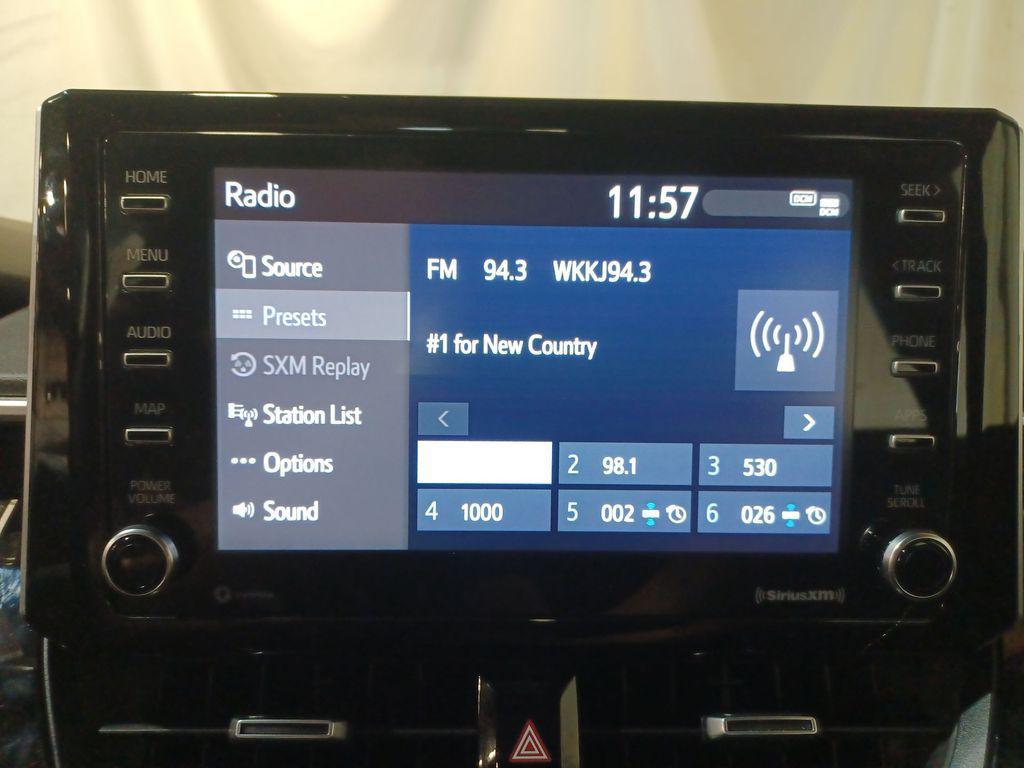 HOME
MENU
AUDIO
MAP
POWER
VOLUME
Radio
11:57
DCM
DCM
Source
Presets
SXM Replay
Station List
Options
Sound
FM 94.3 WKKJ94.3
#1 for New Country
<
>
2 98.1
3 530
4 1000
5 002
6 026
SEEK >
< TRACK
PHONE
APPS
TUNE
SCROLL
((SiriusXM))